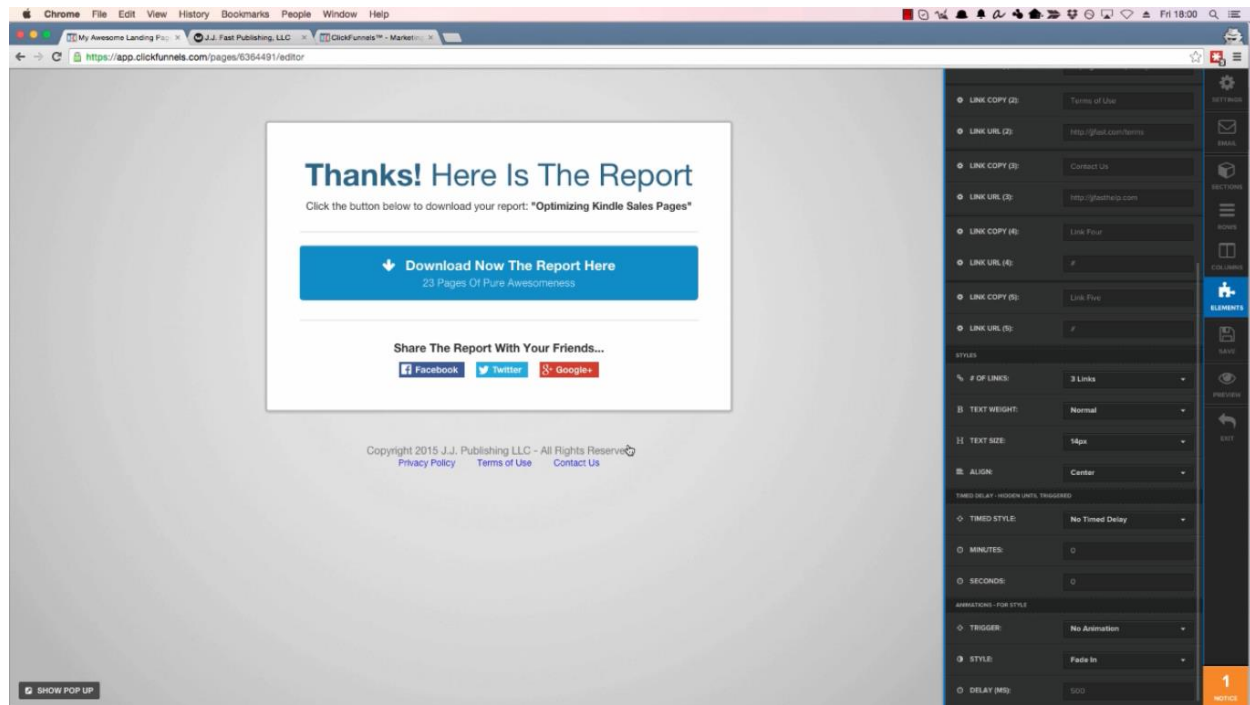 Chrome File Edit View History Bookmarks People Window Help
Fri 18:00
My Awesome Landing Pag
J.J. Fast Publishing, LLC
ClickFunnels™ - Marketing
https://app.clickfunnels.com/pages/6364491/editor
Thanks! Here Is The Report
Click the button below to download your report: "Optimizing Kindle Sales Pages"
Download Now The Report Here
23 Pages Of Pure Awesomeness
Share The Report With Your Friends...
Facebook Twitter Google+
Copyright 2015 J.J. Publishing LLC - All Rights Reserve
Privacy Policy Terms of Use Contact Us
SHOW POP UP
LINK COPY (2): Terms of Use
LINK URL (2): http://jjfast.com/terms
LINK COPY (3): Contact Us
LINK URL (3): http://jfasthelp.com
LINK COPY (4): Link Four
LINK URL (4): #
LINK COPY (5): Link Five
LINK URL (5): #
STYLES
# OF LINKS: 3 Links
TEXT WEIGHT: Normal
TEXT SIZE: 14px
ALIGN: Center
TIMED DELAY - HIDDEN UNTIL TRIGGERED
TIMED STYLE: No Timed Delay
MINUTES: 0
SECONDS: 0
ANIMATIONS - FOR STYLE
TRIGGER: No Animation
STYLE: Fade In
DELAY (MS): 500
SETTINGS
EMAIL
SECTIONS
ROWS
COLUMNS
ELEMENTS
SAVE
PREVIEW
EXIT
1
NOTICE